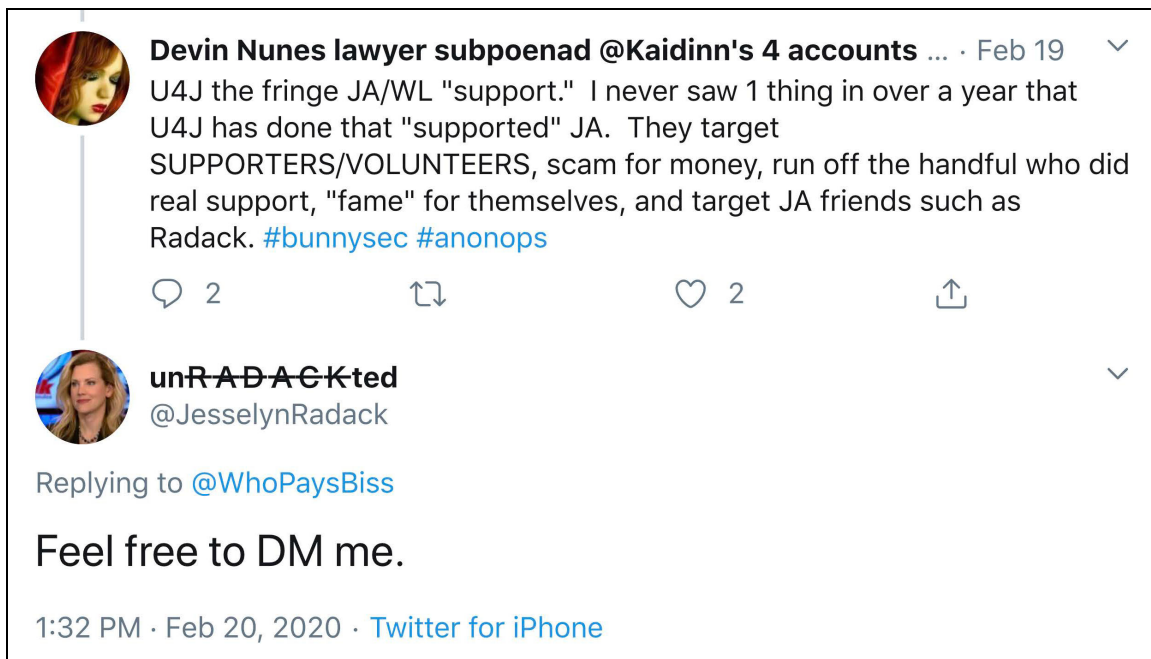 Devin Nunes lawyer subpoenad @Kaidinn's 4 accounts ... · Feb 19
U4J the fringe JA/WL "support."  I never saw 1 thing in over a year that
U4J has done that "supported" JA.  They target
SUPPORTERS/VOLUNTEERS, scam for money, run off the handful who did
real support, "fame" for themselves, and target JA friends such as
Radack. #bunnysec #anonops
2 2
unRADACKted
@JesselynRadack
Replying to @WhoPaysBiss
Feel free to DM me.
1:32 PM · Feb 20, 2020 · Twitter for iPhone